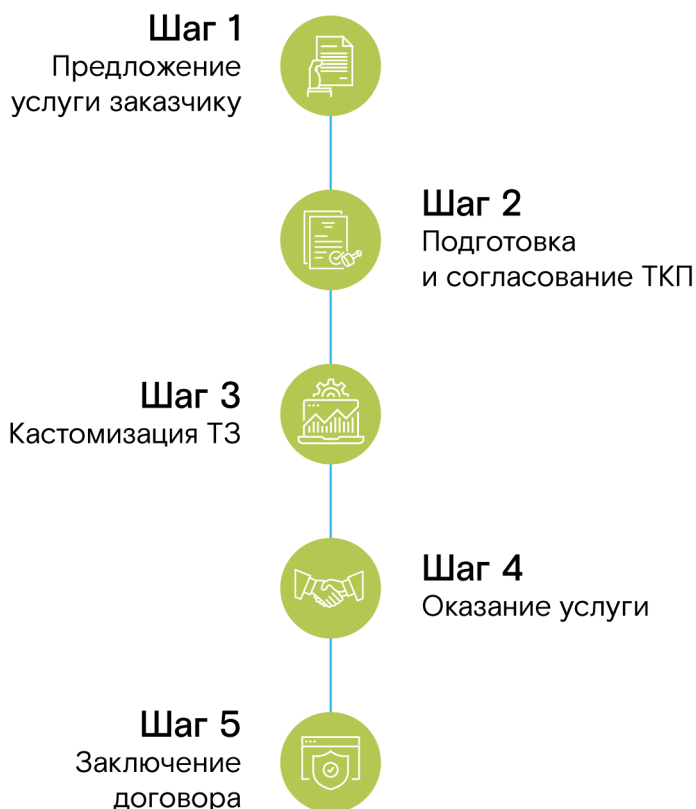 Шаг 1
Предложение
услуги заказчику
Шаг 2
Подготовка
и согласование ТКП
Шаг 3
Кастомизация ТЗ
Шаг 4
Оказание услуги
Шаг 5
Заключение
договора